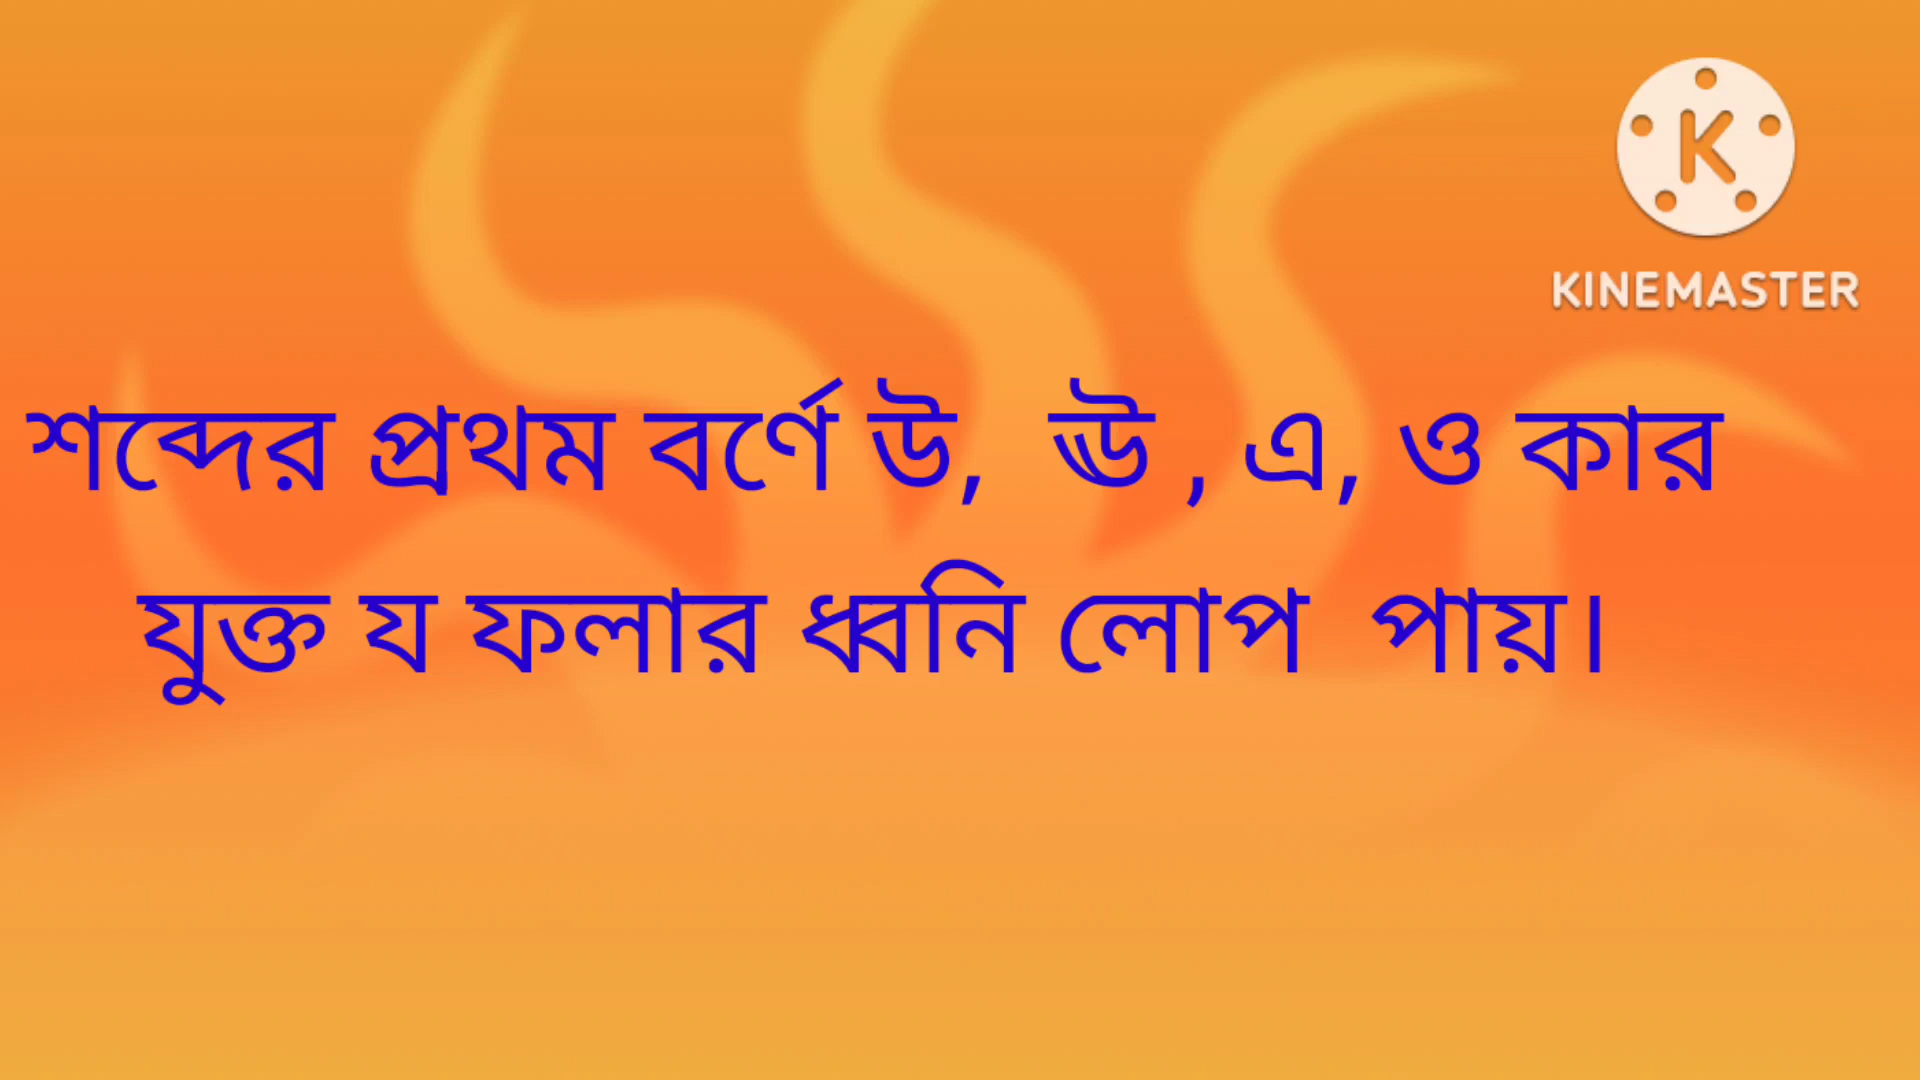 KINEMASTER
শব্দের প্রথম বর্ণে উ,  ঊ , এ, ও কার
যুক্ত য ফলার ধ্বনি লোপ  পায়।